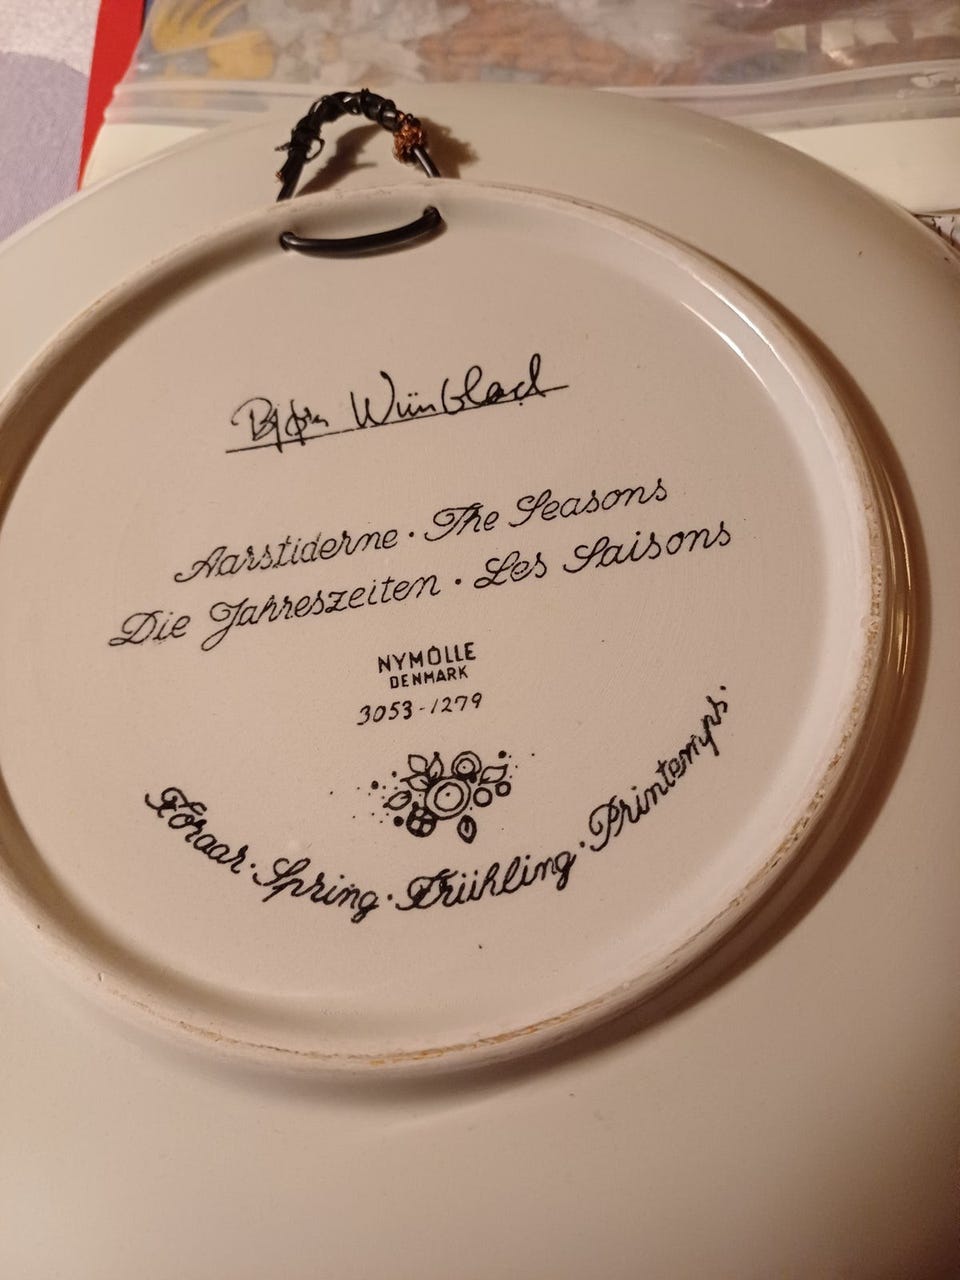 Bjørn Wiinblad
Aarstiderne · The Seasons
Die Jahreszeiten · Les Saisons
NYMÖLLE
DENMARK
3053-1279
Foraar · Spring · Frühling · Printemps ·